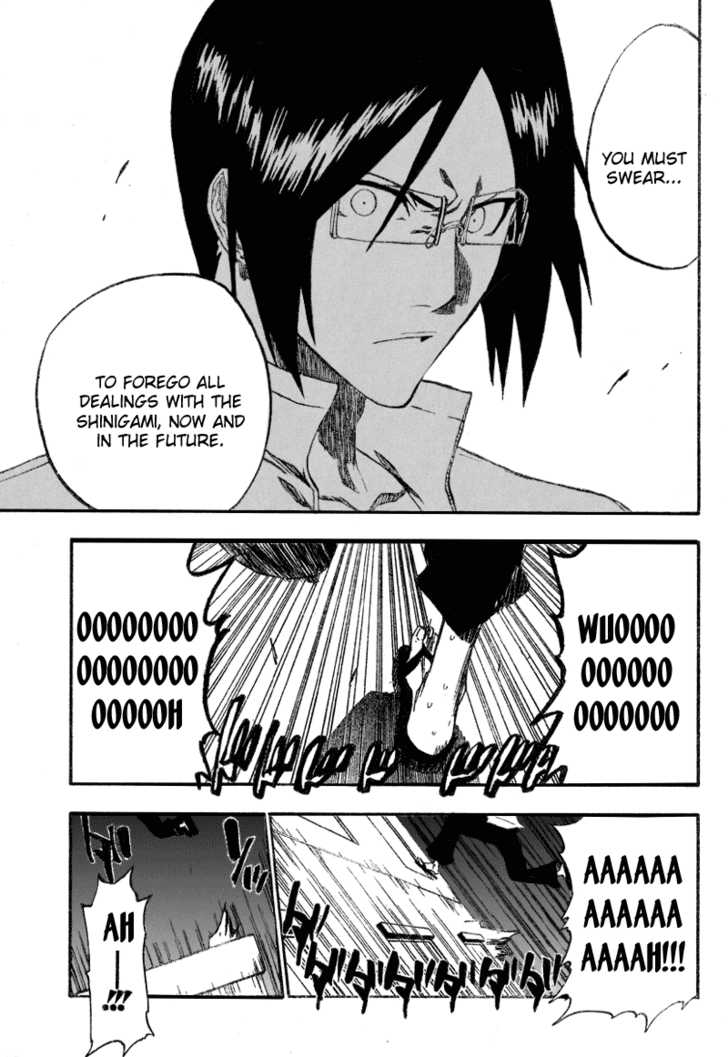 YOU MUST
SWEAR...
TO FOREGO ALL
DEALINGS WITH THE
SHINIGAMI, NOW AND
IN THE FUTURE.
WUOOOO
OOOOOO
OOOOOOO
OOOOOOOO
OOOOOOOO
OOOOOH
AAAAAA
AAAAAA
AAAAH!!!
AH
—
!!!